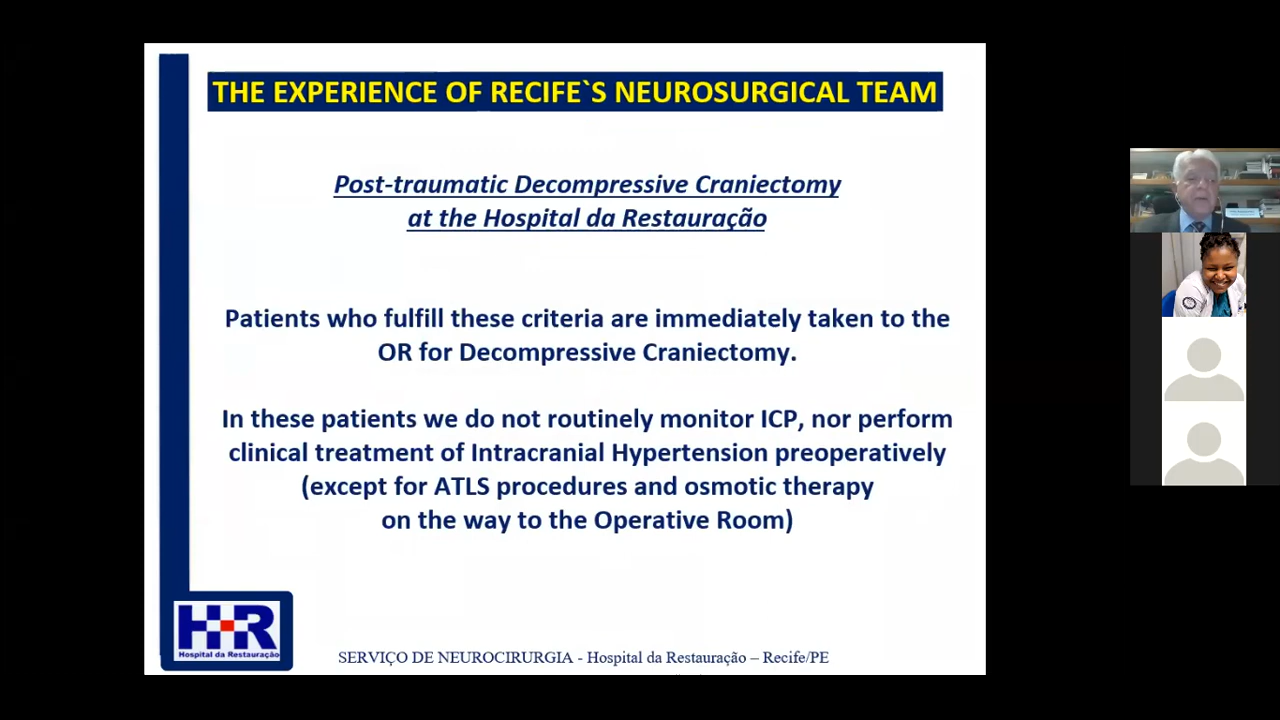 THE EXPERIENCE OF RECIFE`S NEUROSURGICAL TEAM
Post-traumatic Decompressive Craniectomy
at the Hospital da Restauração
Patients who fulfill these criteria are immediately taken to the
OR for Decompressive Craniectomy.
In these patients we do not routinely monitor ICP, nor perform
clinical treatment of Intracranial Hypertension preoperatively
(except for ATLS procedures and osmotic therapy
on the way to the Operative Room)
H+R
Hospital da Restauração
SERVIÇO DE NEUROCIRURGIA - Hospital da Restauração – Recife/PE